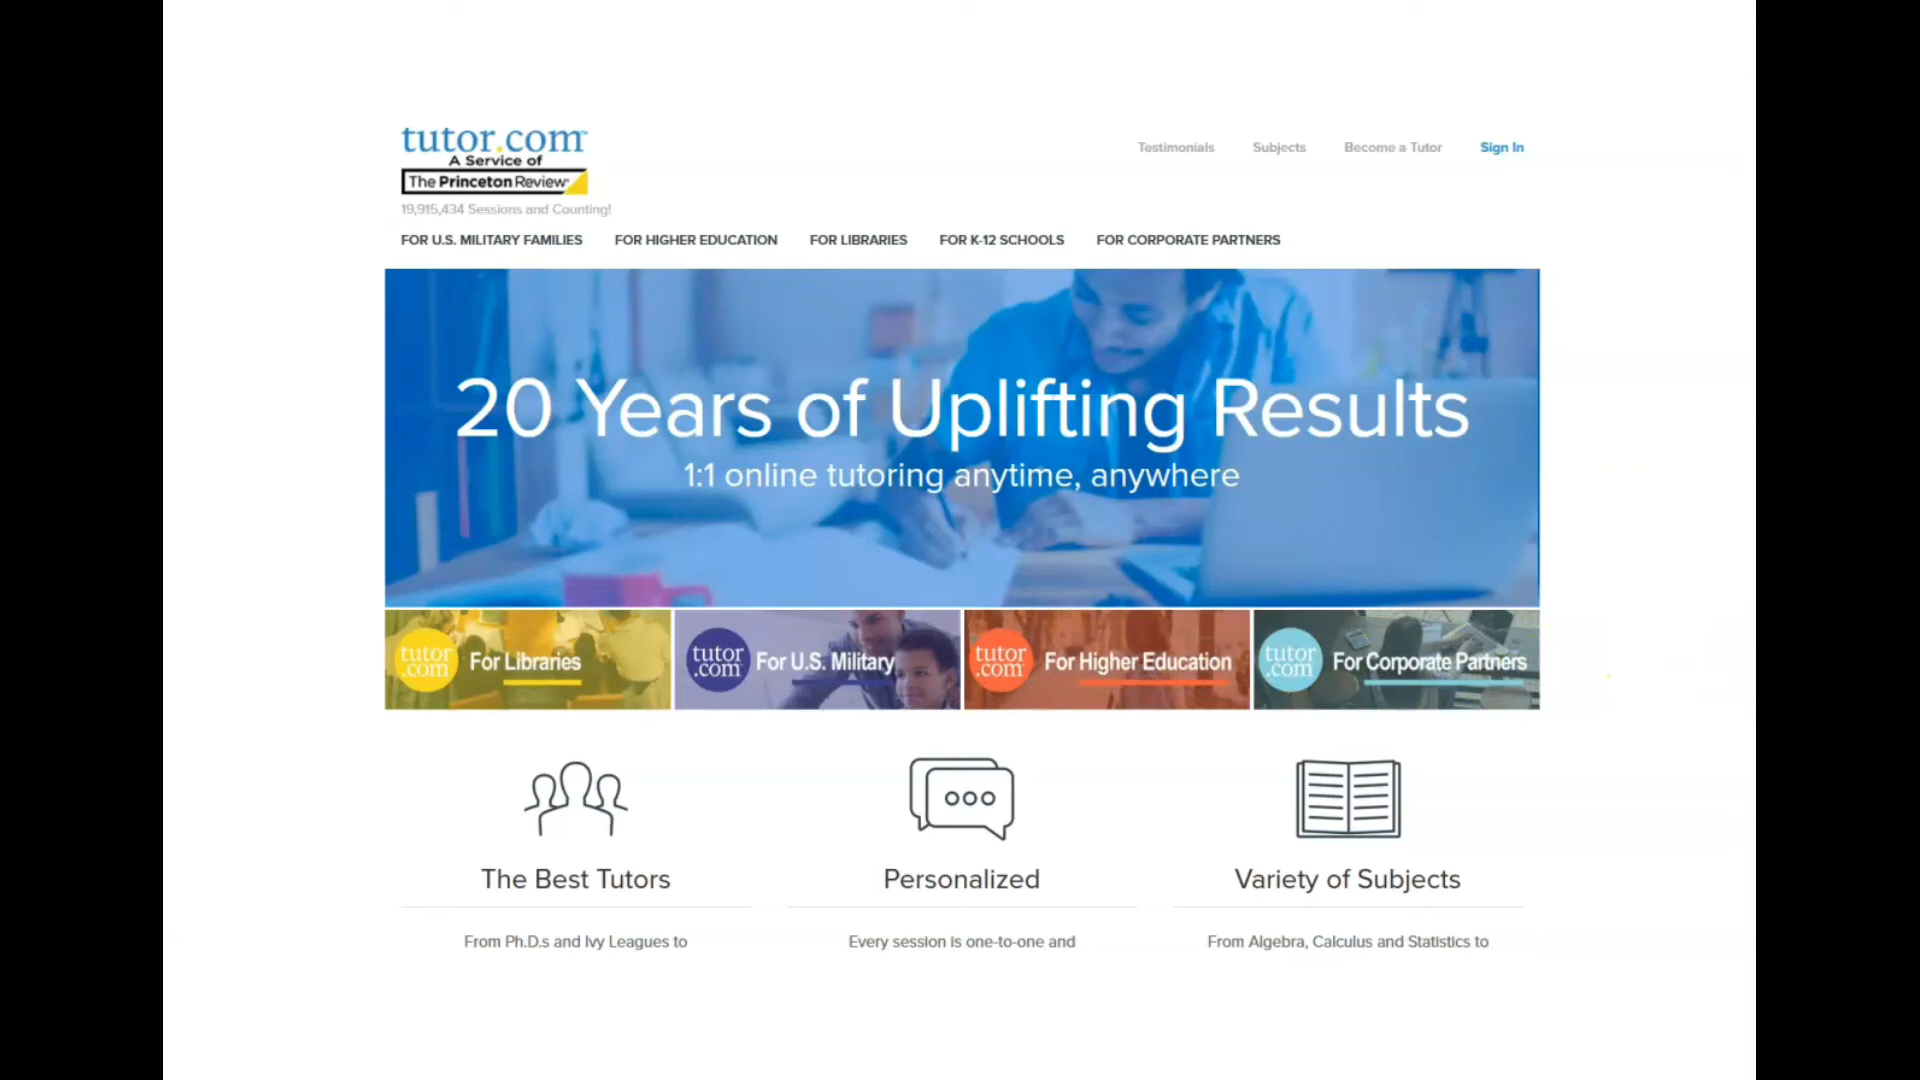 tutor.com
A Service of
The Princeton Review
19,915,434 Sessions and Counting!
Testimonials Subjects Become a Tutor Sign In
FOR U.S. MILITARY FAMILIES FOR HIGHER EDUCATION FOR LIBRARIES FOR K-12 SCHOOLS FOR CORPORATE PARTNERS
20 Years of Uplifting Results
1:1 online tutoring anytime, anywhere
tutor.com For Libraries
tutor.com For U.S. Military
tutor.com For Higher Education
tutor.com For Corporate Partners
The Best Tutors
From Ph.D.s and Ivy Leagues to
Personalized
Every session is one-to-one and
Variety of Subjects
From Algebra, Calculus and Statistics to